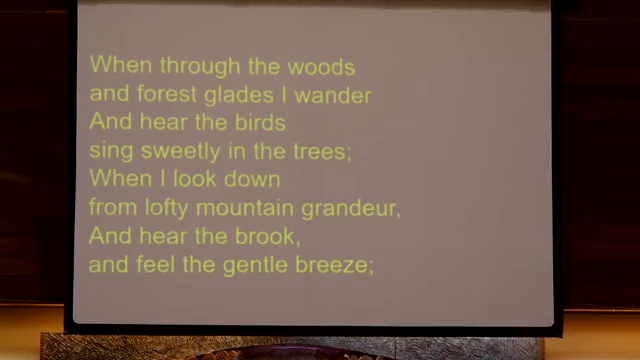 When through the woods
and forest glades I wander
And hear the birds
sing sweetly in the trees;
When I look down
from lofty mountain grandeur,
And hear the brook,
and feel the gentle breeze;